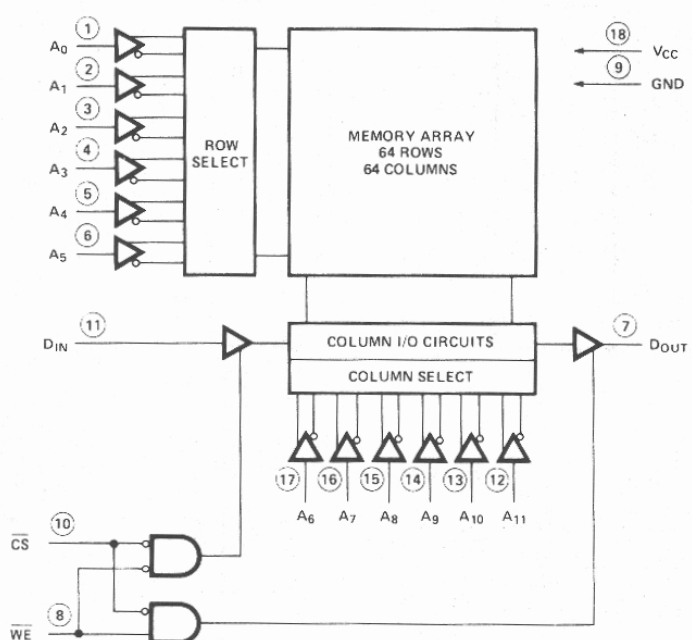 1
A0
2
A1
3
A2
4
A3
5
A4
6
A5
ROW
SELECT
MEMORY ARRAY
64 ROWS
64 COLUMNS
18
VCC
9
GND
11
DIN
COLUMN I/O CIRCUITS
COLUMN SELECT
7
DOUT
17 16 15 14 13 12
A6 A7 A8 A9 A10 A11
10
CS
8
WE